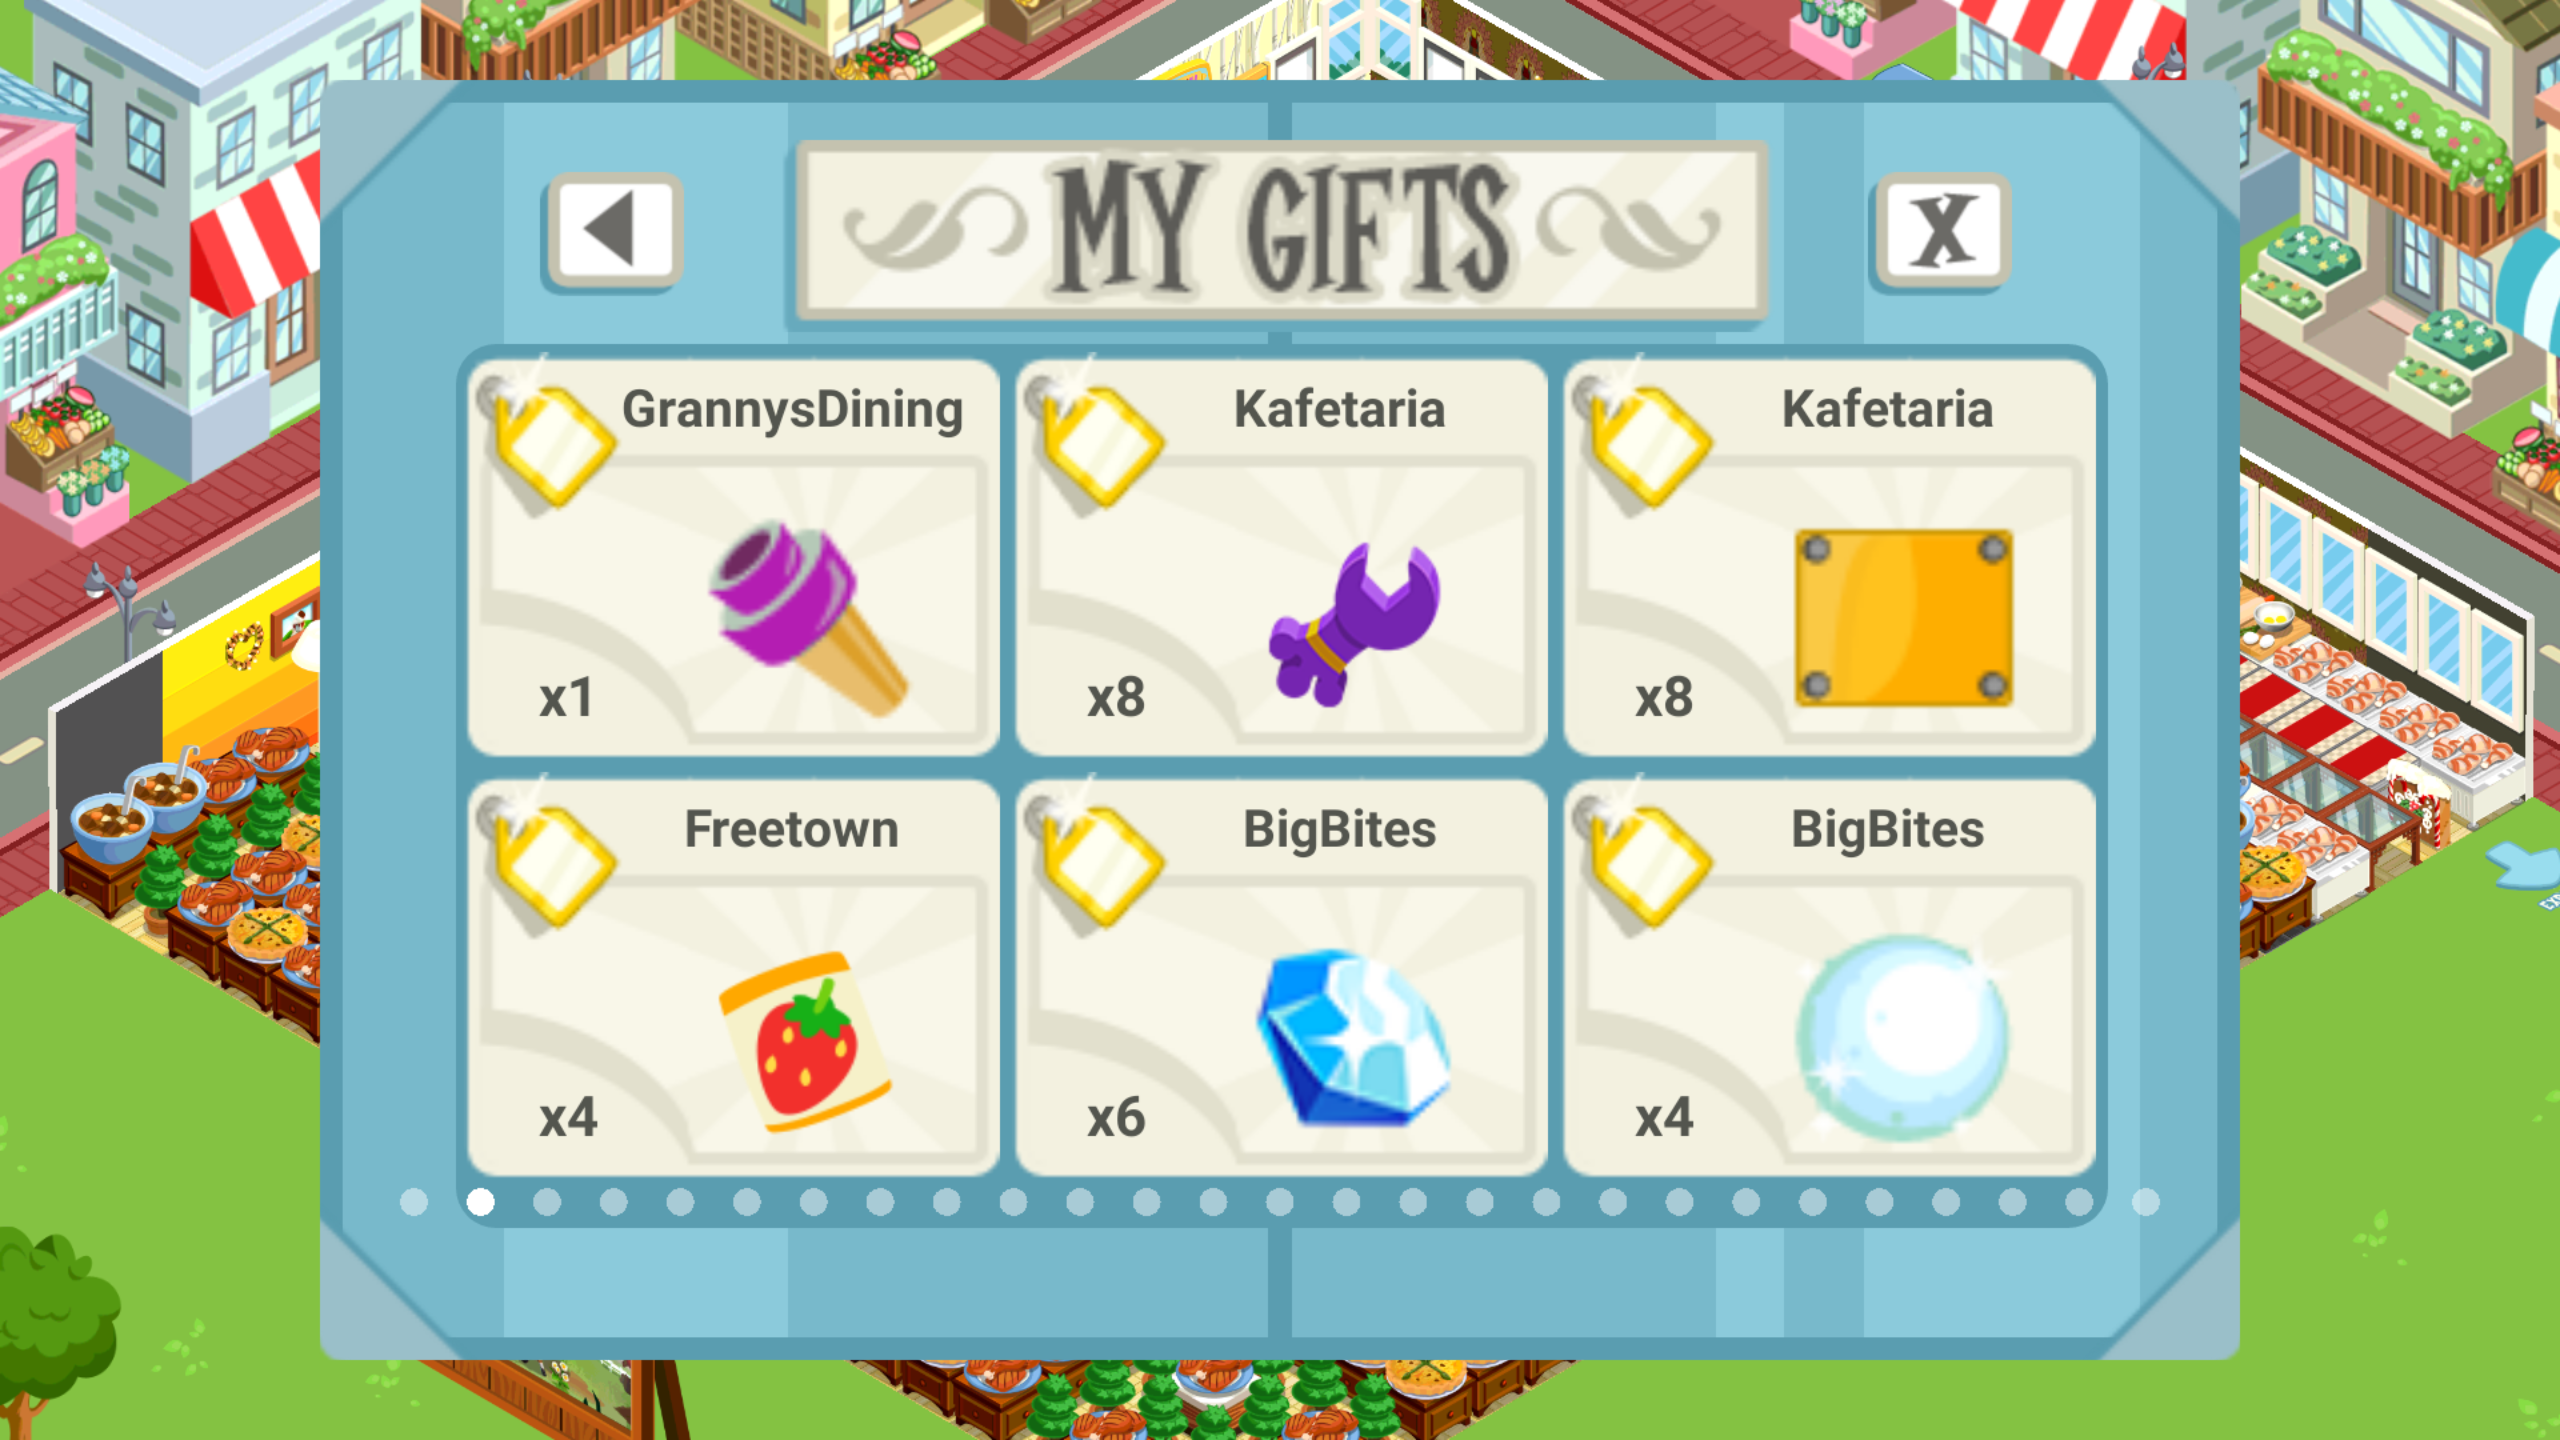 MY GIFTS
X
GrannysDining
x1
Kafetaria
x8
Kafetaria
x8
Freetown
x4
BigBites
x6
BigBites
x4